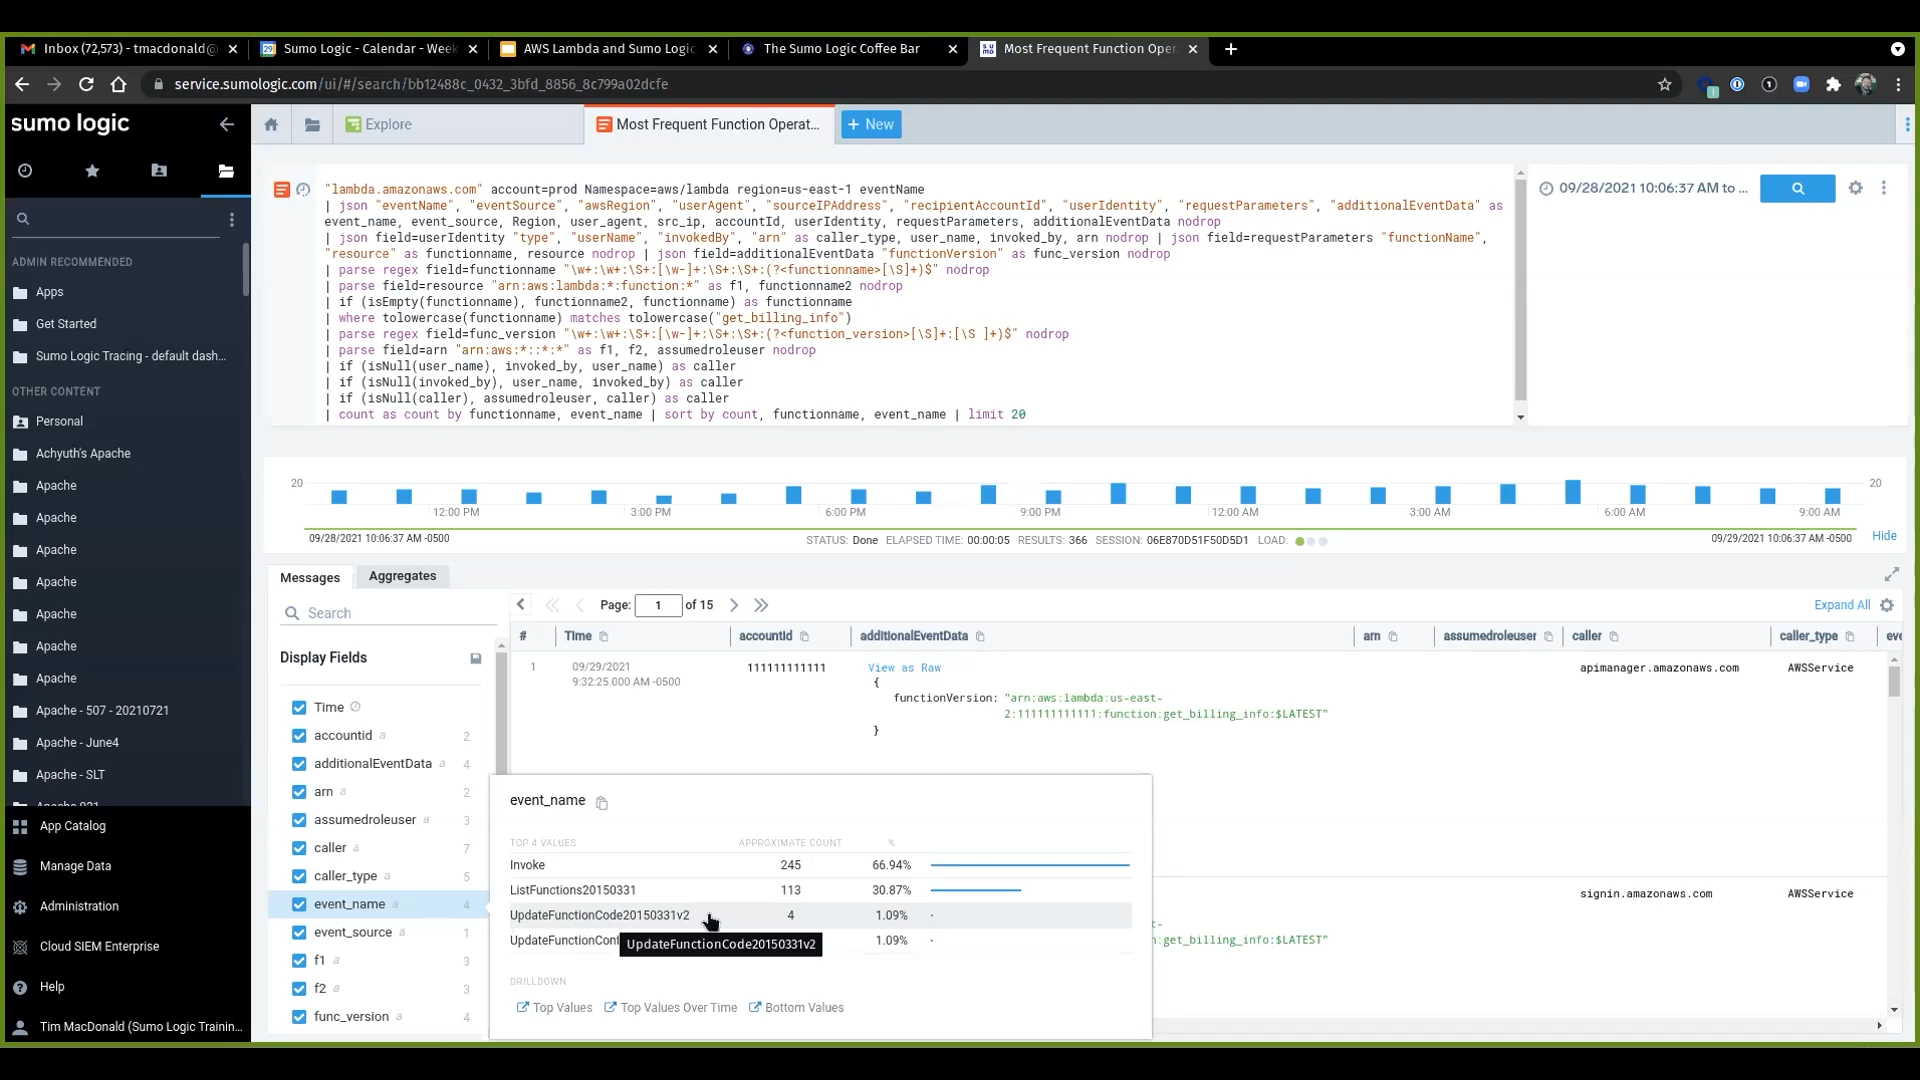 Inbox (72,573) - tmacdonald@
Sumo Logic - Calendar - Week
AWS Lambda and Sumo Logic
The Sumo Logic Coffee Bar
Most Frequent Function Oper
service.sumologic.com/ui/#/search/bb12488c_0432_3bfd_8856_8c799a02dcfe
sumo logic
Explore
Most Frequent Function Operat...
+ New
ADMIN RECOMMENDED
Apps
Get Started
Sumo Logic Tracing - default dash...
OTHER CONTENT
Personal
Achyuth's Apache
Apache
Apache
Apache
Apache
Apache
Apache
Apache
Apache - 507 - 20210721
Apache - June4
Apache - SLT
App Catalog
Manage Data
Administration
Cloud SIEM Enterprise
Help
Tim MacDonald (Sumo Logic Trainin...
"lambda.amazonaws.com" account=prod Namespace=aws/lambda region=us-east-1 eventName
| json "eventName", "eventSource", "awsRegion", "userAgent", "sourceIPAddress", "recipientAccountId", "userIdentity", "requestParameters", "additionalEventData" as
event_name, event_source, Region, user_agent, src_ip, accountId, userIdentity, requestParameters, additionalEventData nodrop
| json field=userIdentity "type", "userName", "invokedBy", "arn" as caller_type, user_name, invoked_by, arn nodrop | json field=requestParameters "functionName",
"resource" as functionname, resource nodrop | json field=additionalEventData "functionVersion" as func_version nodrop
| parse regex field=functionname "\w+:\w+:\S+:[\w-]+:\S+:\S+:(?<functionname>[\S]+)$" nodrop
| parse field=resource "arn:aws:lambda:*:function:*" as f1, functionname2 nodrop
| if (isEmpty(functionname), functionname2, functionname) as functionname
| where tolowercase(functionname) matches tolowercase("get_billing_info")
| parse regex field=func_version "\w+:\w+:\S+:[\w-]+:\S+:\S+:(?<function_version>[\S]+:[\S ]+)$" nodrop
| parse field=arn "arn:aws:*::*:*" as f1, f2, assumedroleuser nodrop
| if (isNull(user_name), invoked_by, user_name) as caller
| if (isNull(invoked_by), user_name, invoked_by) as caller
| if (isNull(caller), assumedroleuser, caller) as caller
| count as count by functionname, event_name | sort by count, functionname, event_name | limit 20
09/28/2021 10:06:37 AM to ...
20
20
12:00 PM 3:00 PM 6:00 PM 9:00 PM 12:00 AM 3:00 AM 6:00 AM 9:00 AM
09/28/2021 10:06:37 AM -0500
STATUS: Done ELAPSED TIME: 00:00:05 RESULTS: 366 SESSION: 06E870D51F50D5D1 LOAD:
09/29/2021 10:06:37 AM -0500
Hide
Messages
Aggregates
Search
Page: 1 of 15
Expand All
Display Fields
Time
accountid a 2
additionalEventData a 4
arn a 2
assumedroleuser a 3
caller a 7
caller_type a 5
event_name a 4
event_source a 1
f1 a 3
f2 a 3
func_version a 4
# Time accountId additionalEventData arn assumedroleuser caller caller_type eve
1 09/29/2021 111111111111 View as Raw apimanager.amazonaws.com AWSService
9:32:25.000 AM -0500
{
functionVersion: "arn:aws:lambda:us-east-
2:111111111111:function:get_billing_info:$LATEST"
}
signin.amazonaws.com AWSService
t-
n:get_billing_info:$LATEST"
event_name
TOP 4 VALUES APPROXIMATE COUNT %
Invoke 245 66.94%
ListFunctions20150331 113 30.87%
UpdateFunctionCode20150331v2 4 1.09%
UpdateFunctionConf 1.09%
UpdateFunctionCode20150331v2
DRILLDOWN
Top Values Top Values Over Time Bottom Values